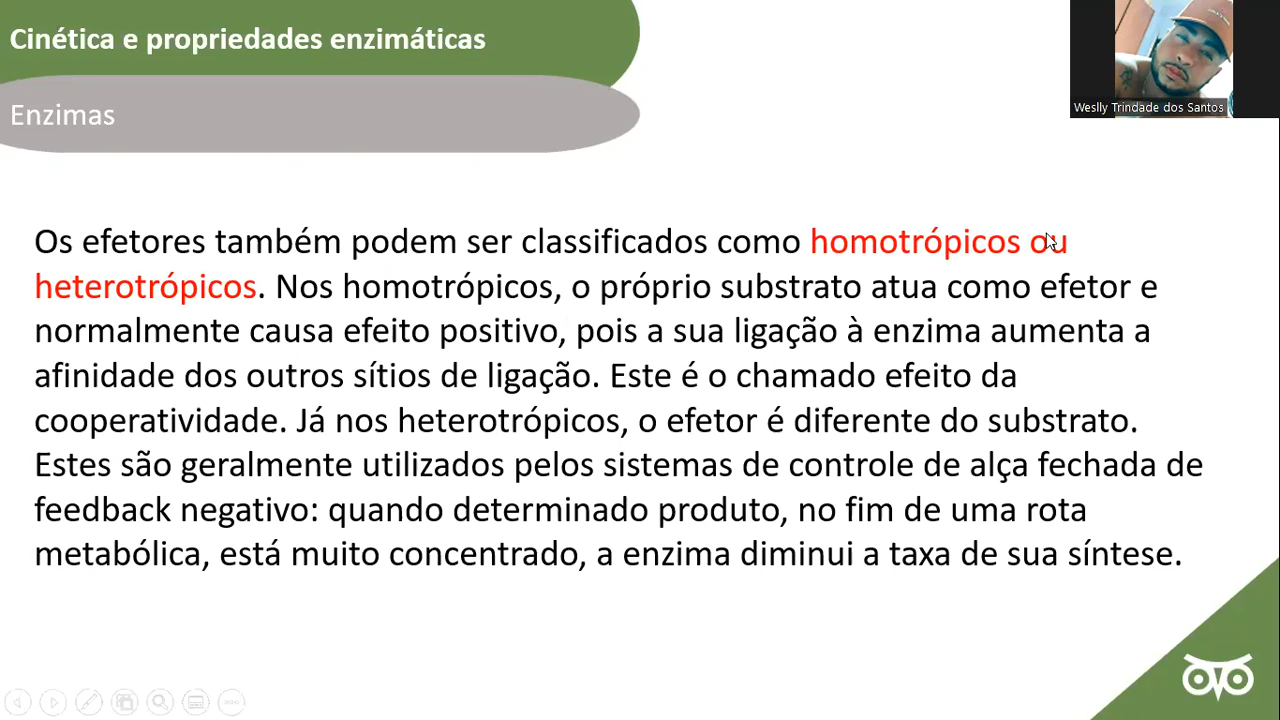 Cinética e propriedades enzimáticas
Enzimas
Weslly Trindade dos Santos
Os efetores também podem ser classificados como homotrópicos ou
heterotrópicos. Nos homotrópicos, o próprio substrato atua como efetor e
normalmente causa efeito positivo, pois a sua ligação à enzima aumenta a
afinidade dos outros sítios de ligação. Este é o chamado efeito da
cooperatividade. Já nos heterotrópicos, o efetor é diferente do substrato.
Estes são geralmente utilizados pelos sistemas de controle de alça fechada de
feedback negativo: quando determinado produto, no fim de uma rota
metabólica, está muito concentrado, a enzima diminui a taxa de sua síntese.